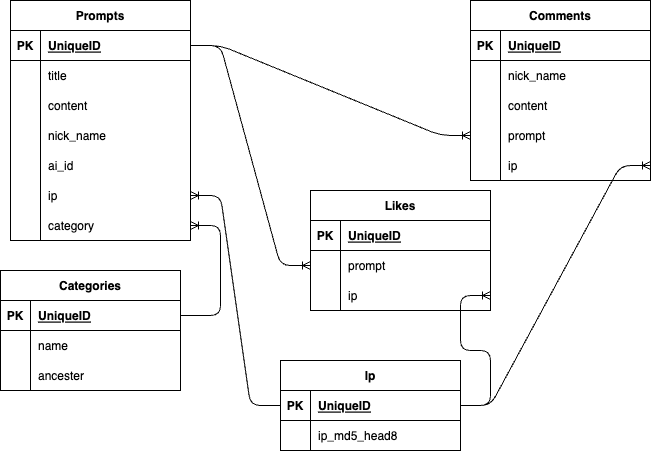 Prompts
PK UniqueID
title
content
nick_name
ai_id
ip
category
Comments
PK UniqueID
nick_name
content
prompt
ip
Likes
PK UniqueID
prompt
ip
Categories
PK UniqueID
name
ancester
Ip
PK UniqueID
ip_md5_head8